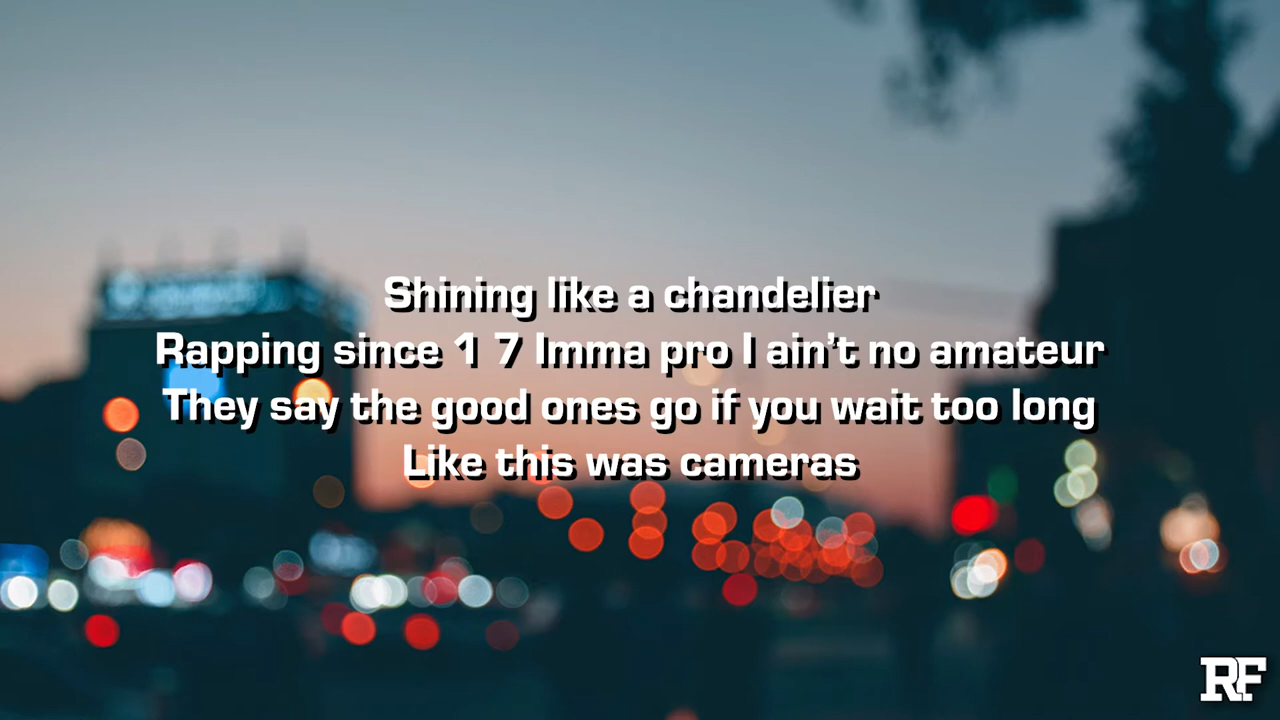 Shining like a chandelier
Rapping since 1 7 Imma pro I ain’t no amateur
They say the good ones go if you wait too long
Like this was cameras
RF